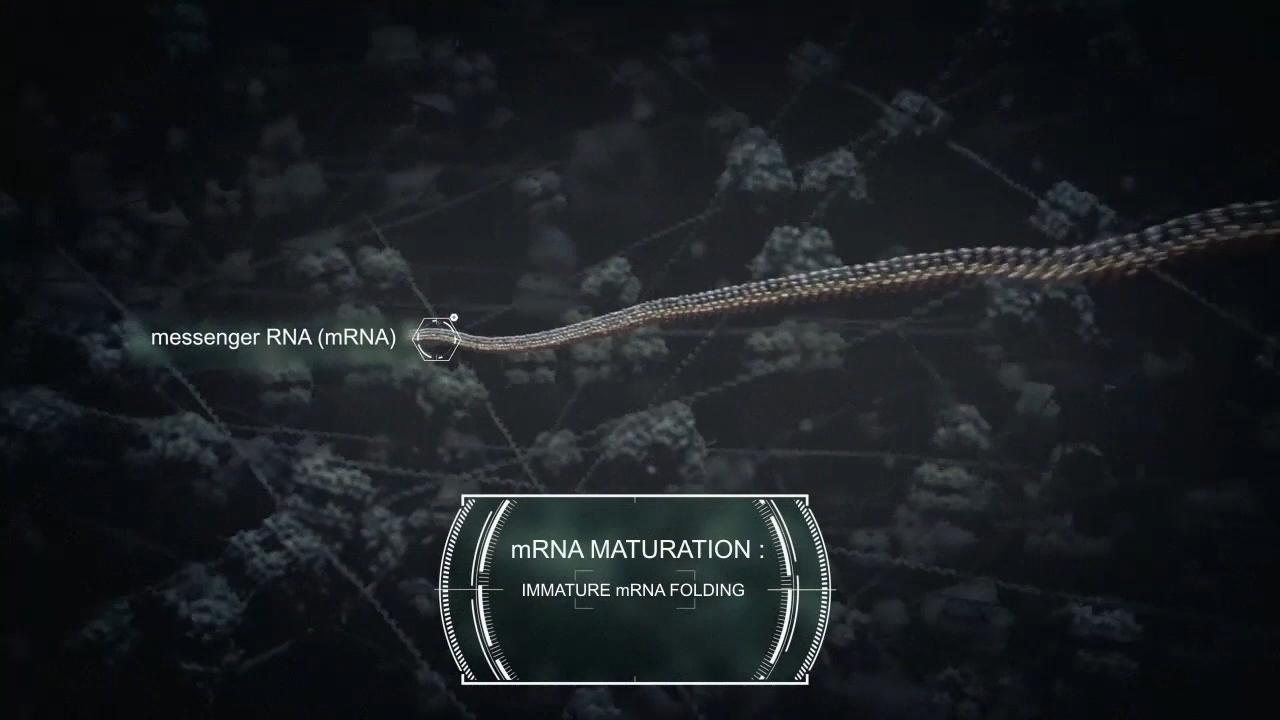 messenger RNA (mRNA)
mRNA MATURATION :
IMMATURE mRNA FOLDING